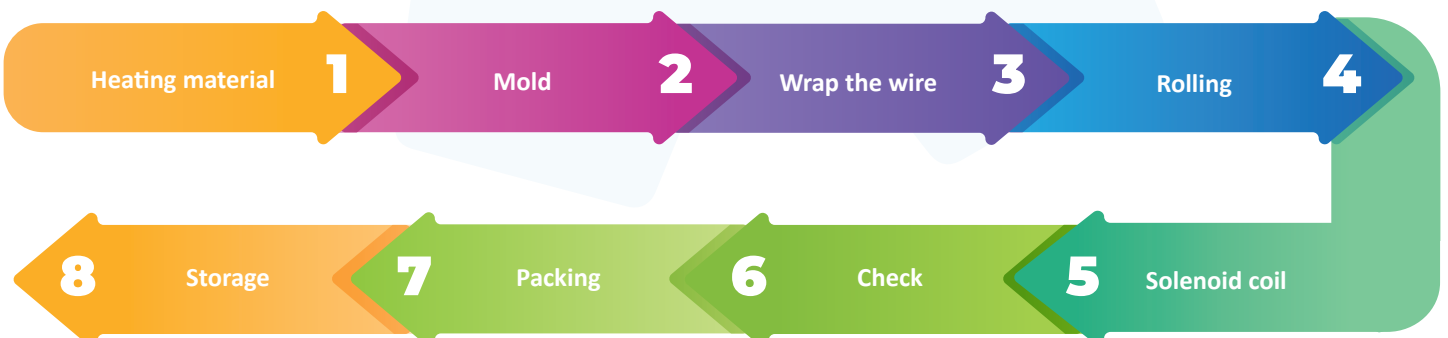 Heating material 1
Mold 2
Wrap the wire 3
Rolling 4
5 Solenoid coil
6 Check
7 Packing
8 Storage